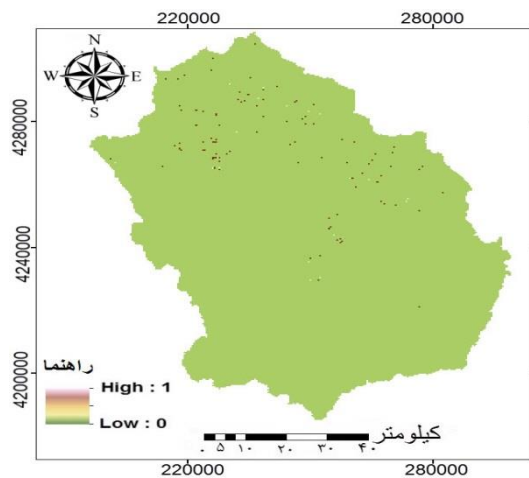 220000 280000
N
W E
S
4280000
4240000
4200000
راهنما
High : 1
Low : 0
کیلومتر
۰ ۵ ۱۰ ۲۰ ۳۰ ۴۰
220000 280000